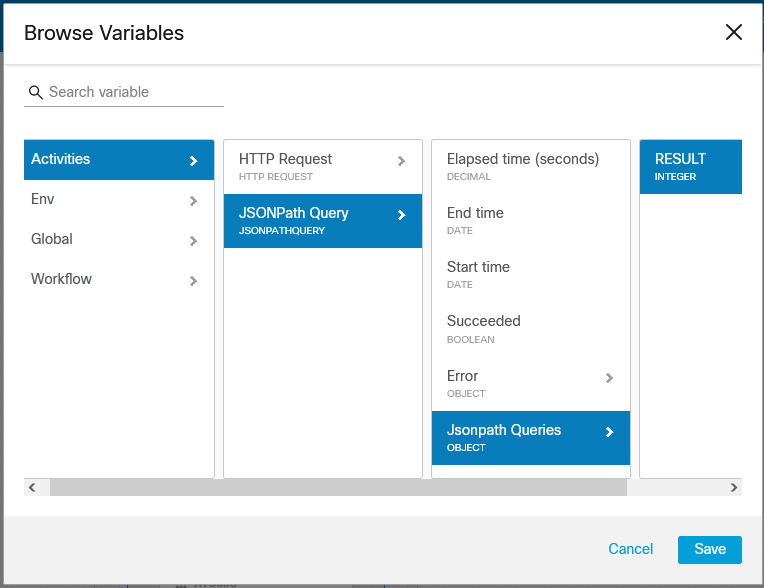 Browse Variables
Search variable
Activities
Env
Global
Workflow
HTTP Request
HTTP REQUEST
JSONPath Query
JSONPATHQUERY
Elapsed time (seconds)
DECIMAL
End time
DATE
Start time
DATE
Succeeded
BOOLEAN
Error
OBJECT
Jsonpath Queries
OBJECT
RESULT
INTEGER
Cancel
Save